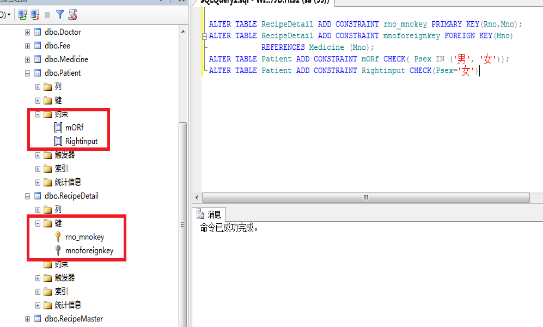 dbo.Doctor
dbo.Fee
dbo.Medicine
dbo.Patient
列
键
约束
mORf
Rightinput
触发器
索引
统计信息
dbo.RecipeDetail
列
键
rno_mnokey
mnoforeignkey
约束
触发器
索引
统计信息
dbo.RecipeMaster
ALTER TABLE RecipeDetail ADD CONSTRAINT rno_mnokey PRIMARY KEY(Rno,Mno);
ALTER TABLE RecipeDetail ADD CONSTRAINT mnoforeignkey FOREIGN KEY(Mno)
REFERENCES Medicine (Mno);
ALTER TABLE Patient ADD CONSTRAINT mORf CHECK( Psex IN ('男', '女'));
ALTER TABLE Patient ADD CONSTRAINT Rightinput CHECK(Psex='女')
消息
命令已成功完成。